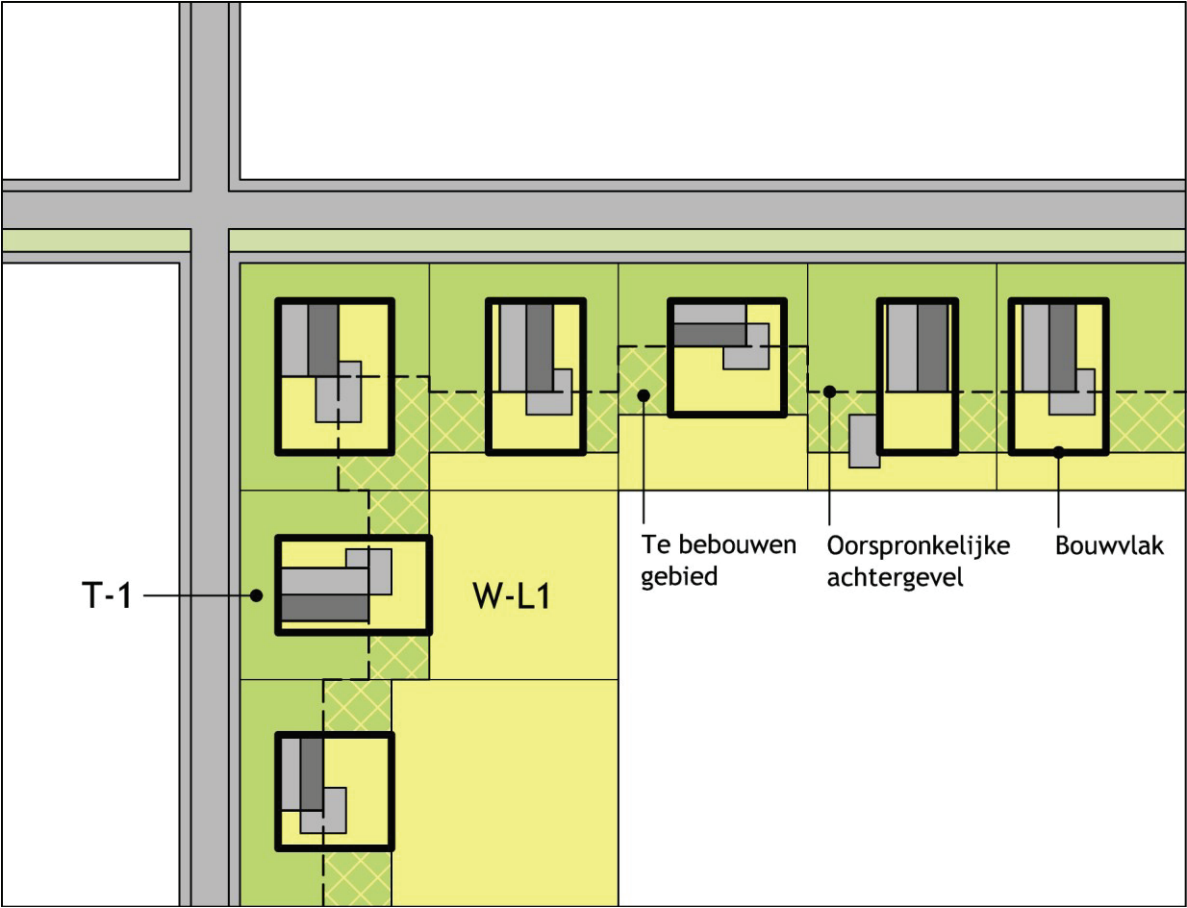 Te bebouwen
gebied
Oorspronkelijke
achtergevel
Bouwvlak
T-1
W-L1